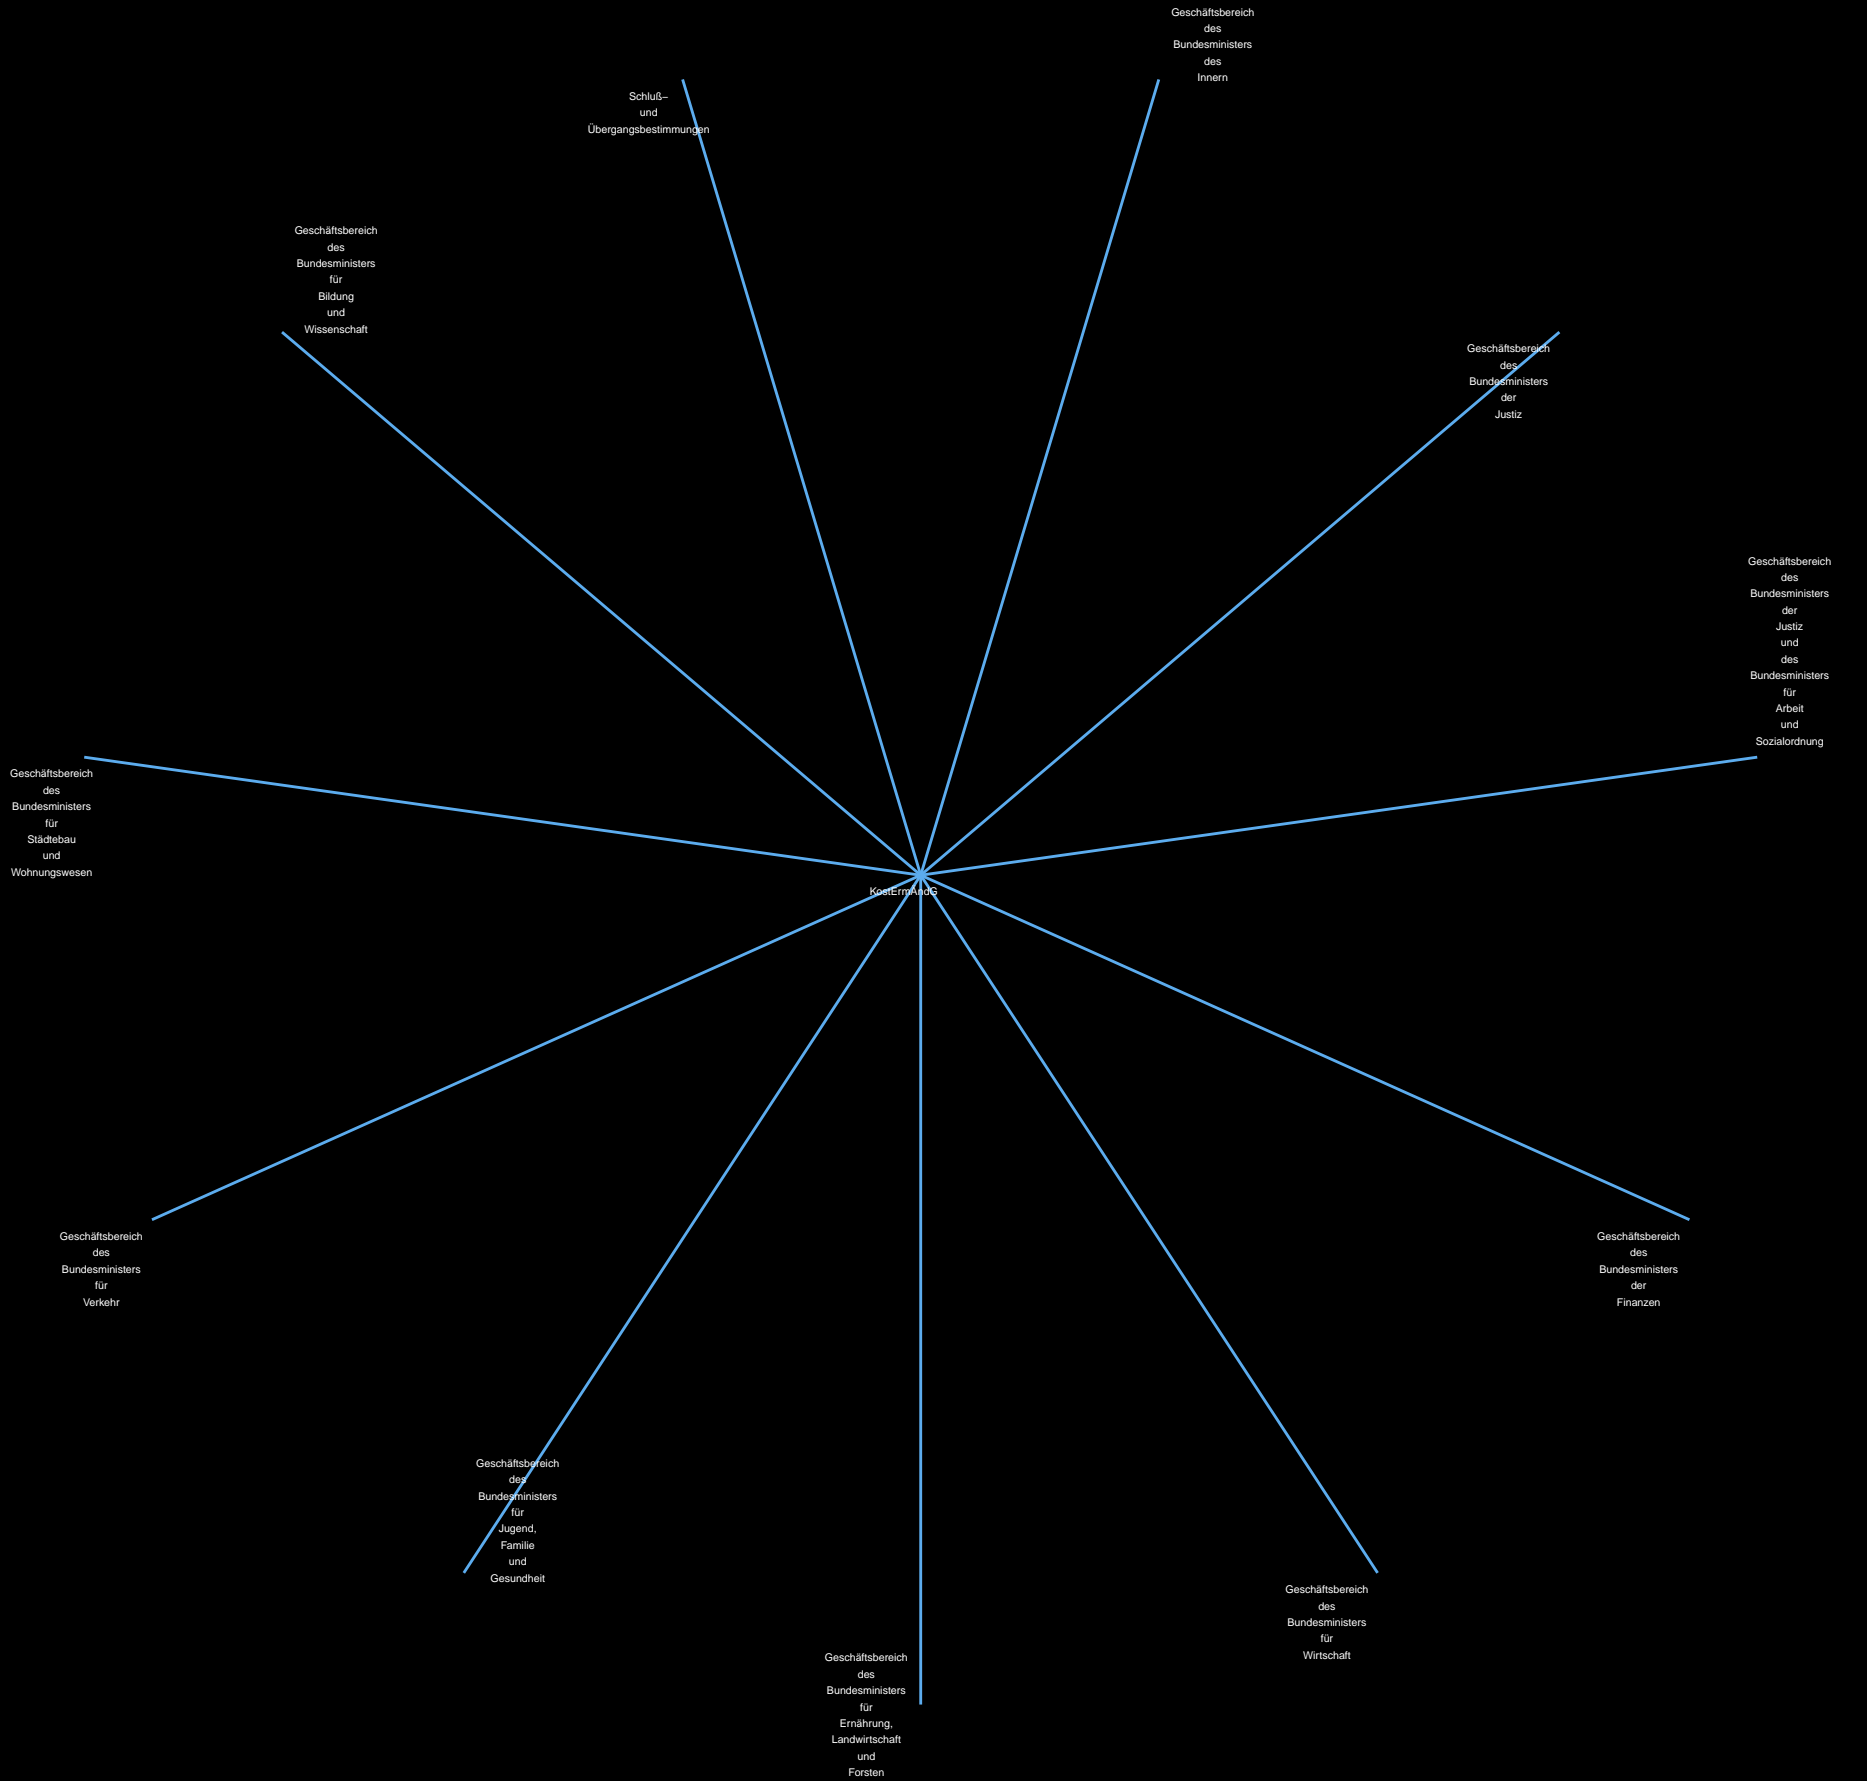 Geschäftsbereich
des
Bundesministers
des
Innern
Schluß–
und
Übergangsbestimmungen
Geschäftsbereich
des
Bundesministers
für
Bildung
und
Wissenschaft
Geschäftsbereich
des
Bundesministers
der
Justiz
Geschäftsbereich
des
Bundesministers
der
Justiz
und
des
Bundesministers
für
Arbeit
und
Sozialordnung
Geschäftsbereich
des
Bundesministers
für
Städtebau
und
Wohnungswesen
KostErmÄndG
Geschäftsbereich
des
Bundesministers
für
Verkehr
Geschäftsbereich
des
Bundesministers
der
Finanzen
Geschäftsbereich
des
Bundesministers
für
Jugend,
Familie
und
Gesundheit
Geschäftsbereich
des
Bundesministers
für
Wirtschaft
Geschäftsbereich
des
Bundesministers
für
Ernährung,
Landwirtschaft
und
Forsten